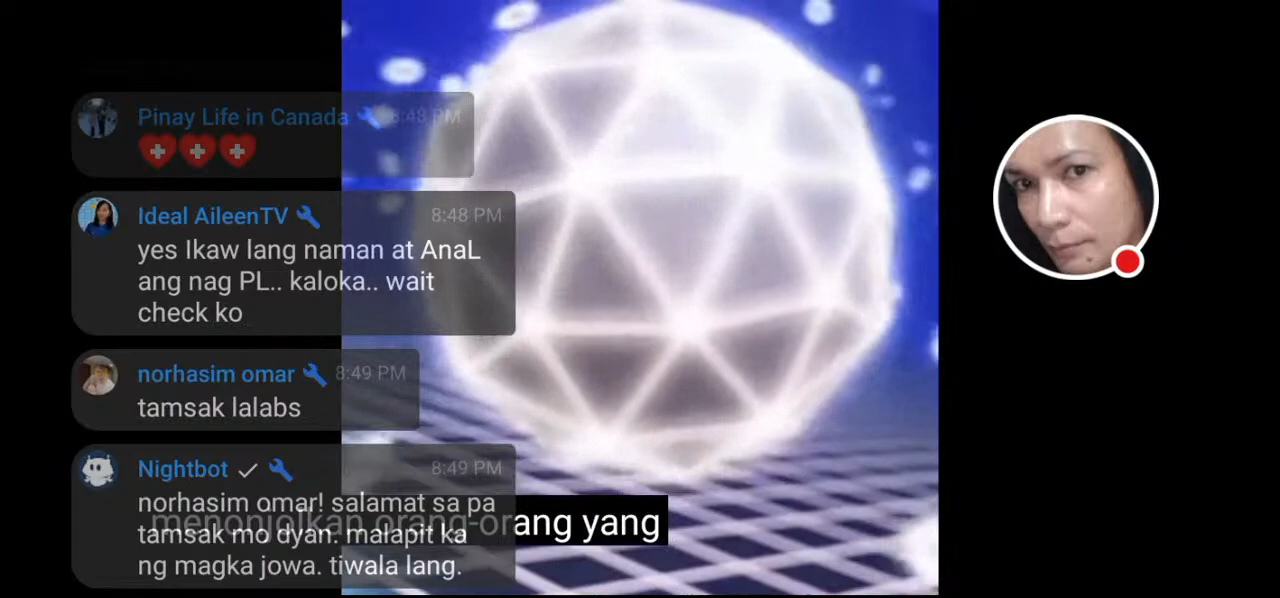 Pinay Life in Canada 8:48 PM
Ideal AileenTV 8:48 PM
yes Ikaw lang naman at AnaL
ang nag PL.. kaloka.. wait
check ko
norhasim omar 8:49 PM
tamsak lalabs
Nightbot 8:49 PM
norhasim omar! salamat sa pa
tamsak mo dyan. malapit ka
ng magka jowa. tiwala lang.
menonjolkan orang-orang yang